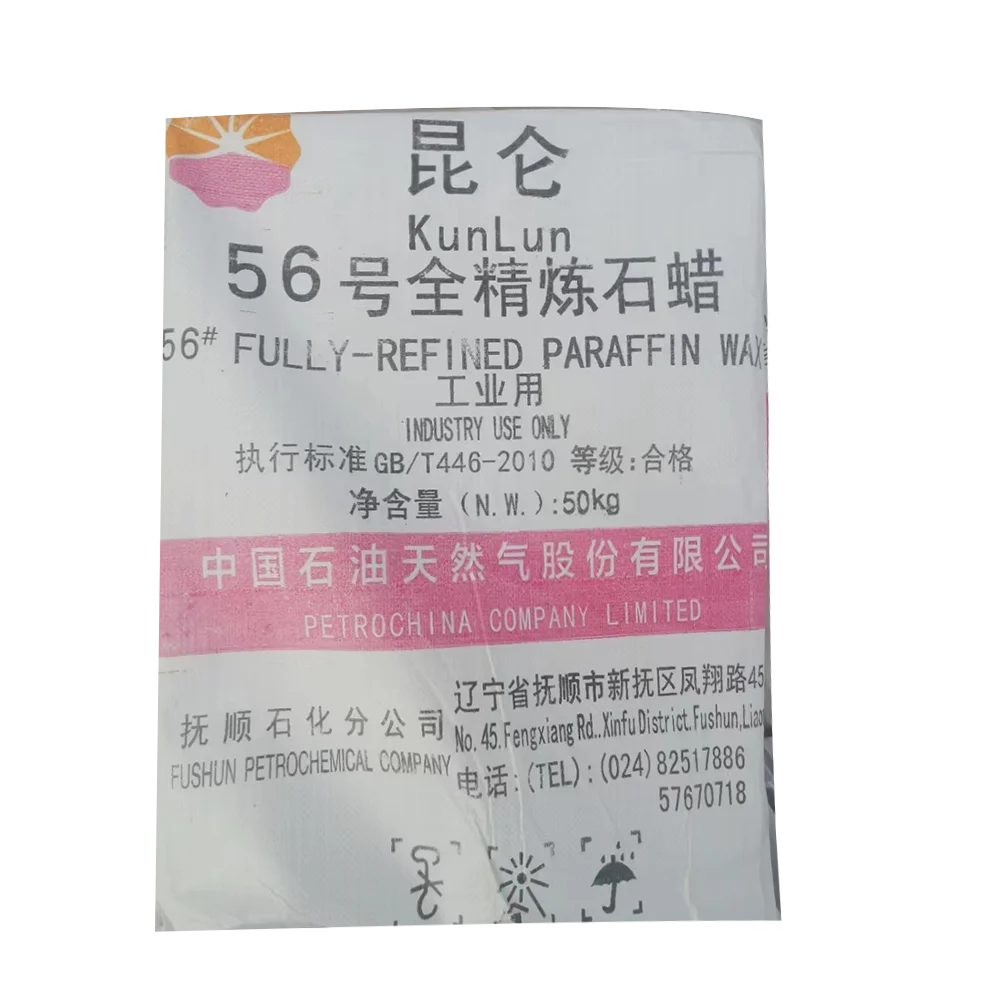 昆仑
KunLun
56号全精炼石蜡
56# FULLY-REFINED PARAFFIN WAX
工业用
INDUSTRY USE ONLY
执行标准 GB/T446-2010 等级:合格
净含量 (N.W.):50kg
中国石油天然气股份有限公司
PETROCHINA COMPANY LIMITED
抚顺石化分公司
FUSHUN PETROCHEMICAL COMPANY
辽宁省抚顺市新抚区凤翔路45
No.45.Fengxiang Rd..Xinfu District.Fushun,Liao
电话:(TEL):(024)82517886
57670718